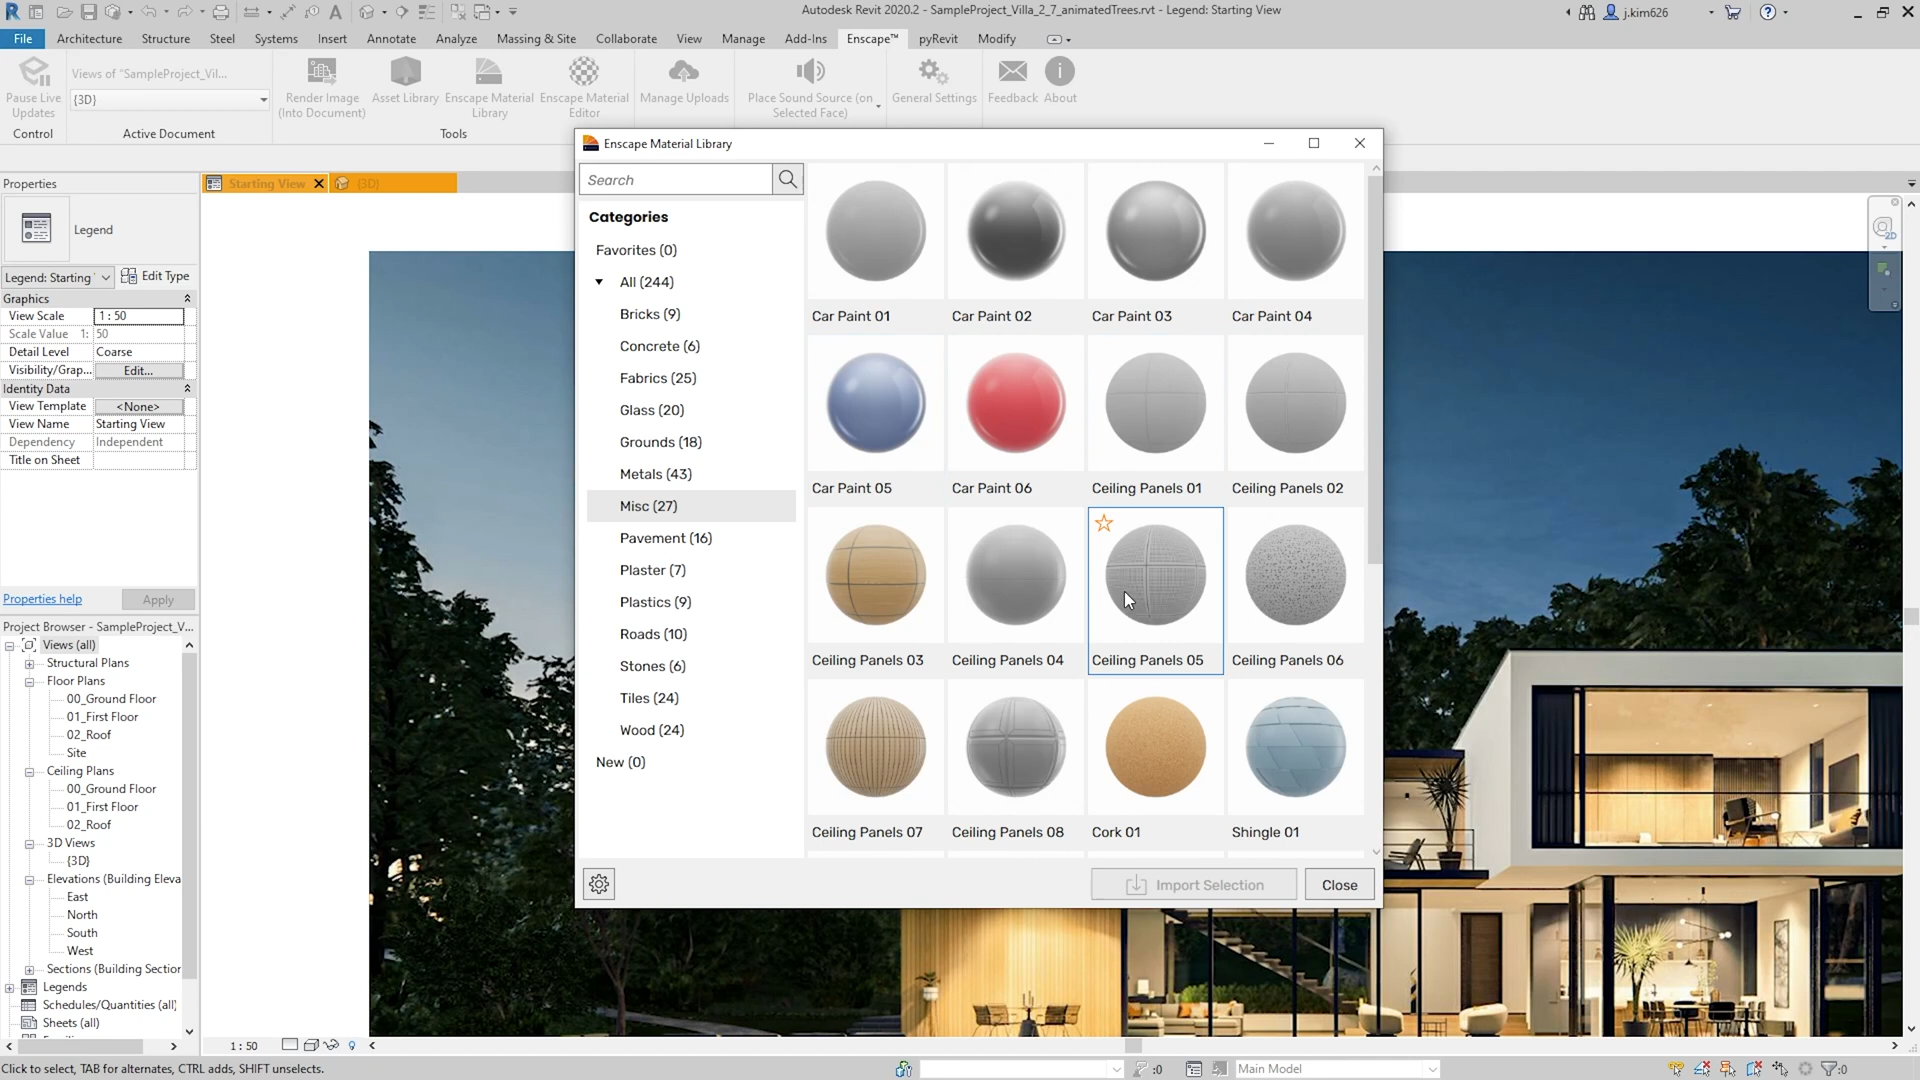 Autodesk Revit 2020.2 - SampleProject_Villa_2_7_animatedTrees.rvt - Legend: Starting View
j.kim626
File Architecture Structure Steel Systems Insert Annotate Analyze Massing & Site Collaborate View Manage Add-Ins Enscape™ pyRevit Modify
Pause Live Updates
Views of "SampleProject_Vil...
{3D}
Render Image (Into Document)
Asset Library
Enscape Material Library
Enscape Material Editor
Manage Uploads
Place Sound Source (on Selected Face)
General Settings
Feedback
About
Control
Active Document
Tools
Properties
Starting View
{3D}
Legend
Legend: Starting
Edit Type
Graphics
View Scale 1 : 50
Scale Value 1: 50
Detail Level Coarse
Visibility/Grap... Edit...
Identity Data
View Template <None>
View Name Starting View
Dependency Independent
Title on Sheet
Properties help
Apply
Project Browser - SampleProject_V...
Views (all)
Structural Plans
Floor Plans
00_Ground Floor
01_First Floor
02_Roof
Site
Ceiling Plans
00_Ground Floor
01_First Floor
02_Roof
3D Views
{3D}
Elevations (Building Eleva
East
North
South
West
Sections (Building Section
Legends
Schedules/Quantities (all)
Sheets (all)
Enscape Material Library
Search
Categories
Favorites (0)
All (244)
Bricks (9)
Concrete (6)
Fabrics (25)
Glass (20)
Grounds (18)
Metals (43)
Misc (27)
Pavement (16)
Plaster (7)
Plastics (9)
Roads (10)
Stones (6)
Tiles (24)
Wood (24)
New (0)
Car Paint 01
Car Paint 02
Car Paint 03
Car Paint 04
Car Paint 05
Car Paint 06
Ceiling Panels 01
Ceiling Panels 02
Ceiling Panels 03
Ceiling Panels 04
Ceiling Panels 05
Ceiling Panels 06
Ceiling Panels 07
Ceiling Panels 08
Cork 01
Shingle 01
Import Selection
Close
2D
1 : 50
Click to select, TAB for alternates, CTRL adds, SHIFT unselects.
:0
Main Model
:0